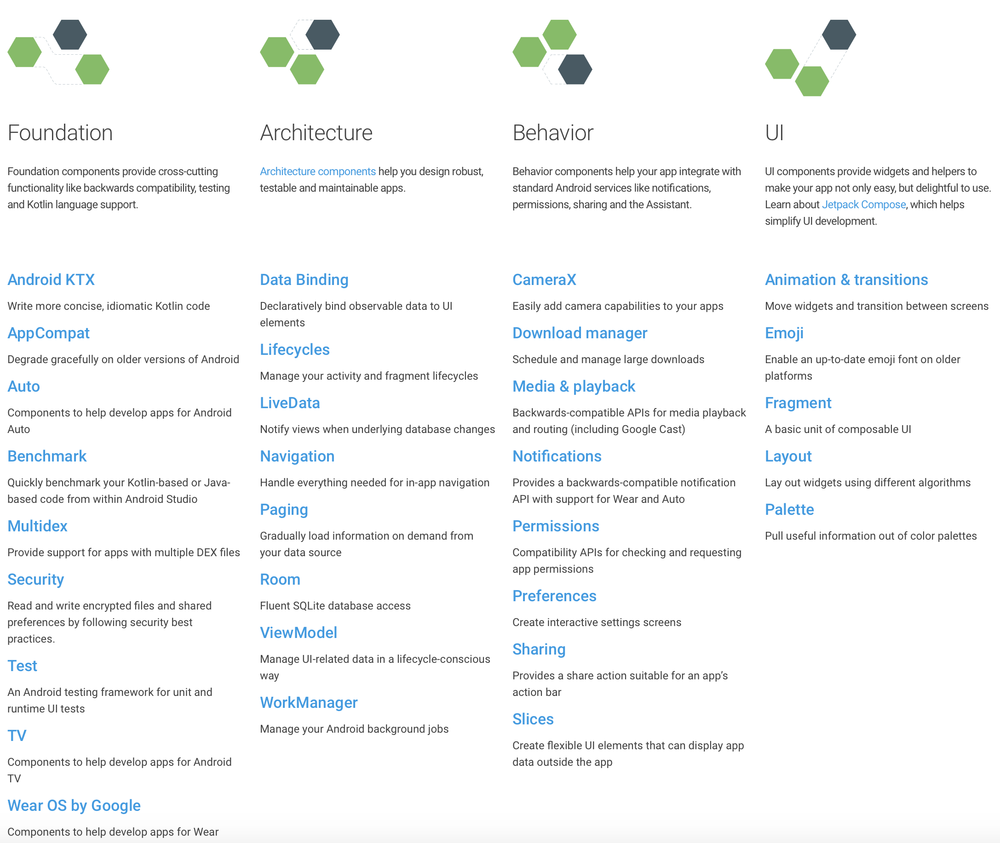 Foundation
Foundation components provide cross-cutting
functionality like backwards compatibility, testing
and Kotlin language support.
Android KTX
Write more concise, idiomatic Kotlin code
AppCompat
Degrade gracefully on older versions of Android
Auto
Components to help develop apps for Android
Auto
Benchmark
Quickly benchmark your Kotlin-based or Java-
based code from within Android Studio
Multidex
Provide support for apps with multiple DEX files
Security
Read and write encrypted files and shared
preferences by following security best
practices.
Test
An Android testing framework for unit and
runtime UI tests
TV
Components to help develop apps for Android
TV
Wear OS by Google
Components to help develop apps for Wear
Architecture
Architecture components help you design robust,
testable and maintainable apps.
Data Binding
Declaratively bind observable data to UI
elements
Lifecycles
Manage your activity and fragment lifecycles
LiveData
Notify views when underlying database changes
Navigation
Handle everything needed for in-app navigation
Paging
Gradually load information on demand from
your data source
Room
Fluent SQLite database access
ViewModel
Manage UI-related data in a lifecycle-conscious
way
WorkManager
Manage your Android background jobs
Behavior
Behavior components help your app integrate with
standard Android services like notifications,
permissions, sharing and the Assistant.
CameraX
Easily add camera capabilities to your apps
Download manager
Schedule and manage large downloads
Media & playback
Backwards-compatible APIs for media playback
and routing (including Google Cast)
Notifications
Provides a backwards-compatible notification
API with support for Wear and Auto
Permissions
Compatibility APIs for checking and requesting
app permissions
Preferences
Create interactive settings screens
Sharing
Provides a share action suitable for an app’s
action bar
Slices
Create flexible UI elements that can display app
data outside the app
UI
UI components provide widgets and helpers to
make your app not only easy, but delightful to use.
Learn about Jetpack Compose, which helps
simplify UI development.
Animation & transitions
Move widgets and transition between screens
Emoji
Enable an up-to-date emoji font on older
platforms
Fragment
A basic unit of composable UI
Layout
Lay out widgets using different algorithms
Palette
Pull useful information out of color palettes